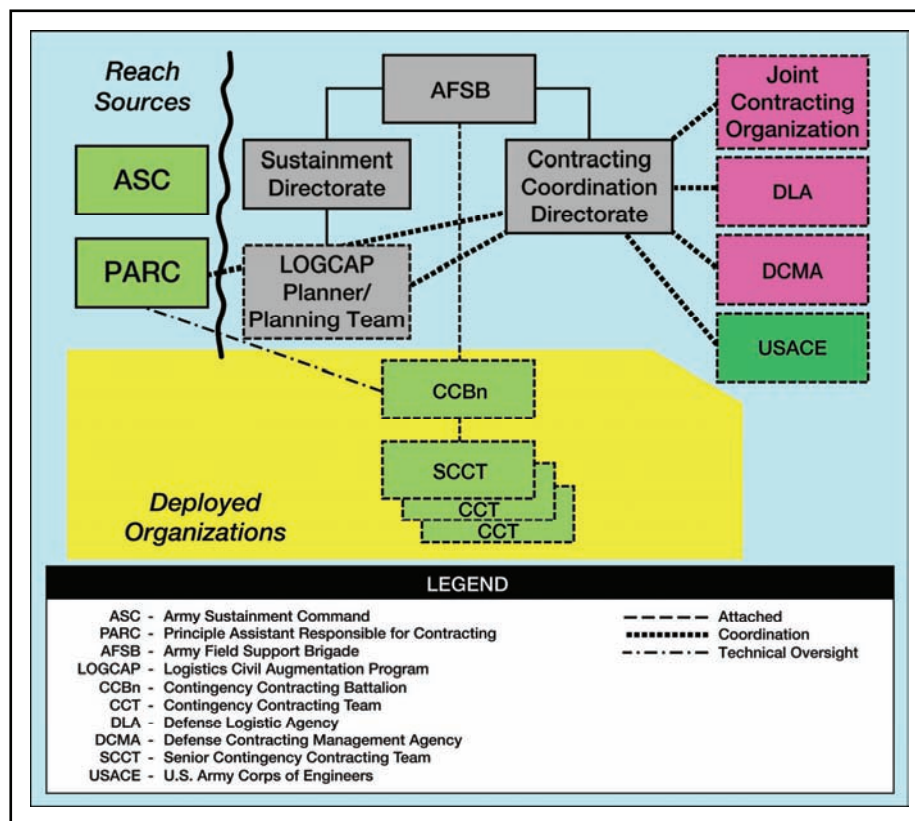 Reach
Sources
AFSB
Joint
Contracting
Organization
ASC
Sustainment
Directorate
Contracting
Coordination
Directorate
DLA
PARC
LOGCAP
Planner/
Planning Team
DCMA
USACE
CCBn
SCCT
CCT
CCT
Deployed
Organizations
LEGEND
ASC - Army Sustainment Command
PARC - Principle Assistant Responsible for Contracting
AFSB - Army Field Support Brigade
LOGCAP - Logistics Civil Augmentation Program
CCBn - Contingency Contracting Battalion
CCT - Contingency Contracting Team
DLA - Defense Logistic Agency
DCMA - Defense Contracting Management Agency
SCCT - Senior Contingency Contracting Team
USACE - U.S. Army Corps of Engineers
Attached
Coordination
Technical Oversight